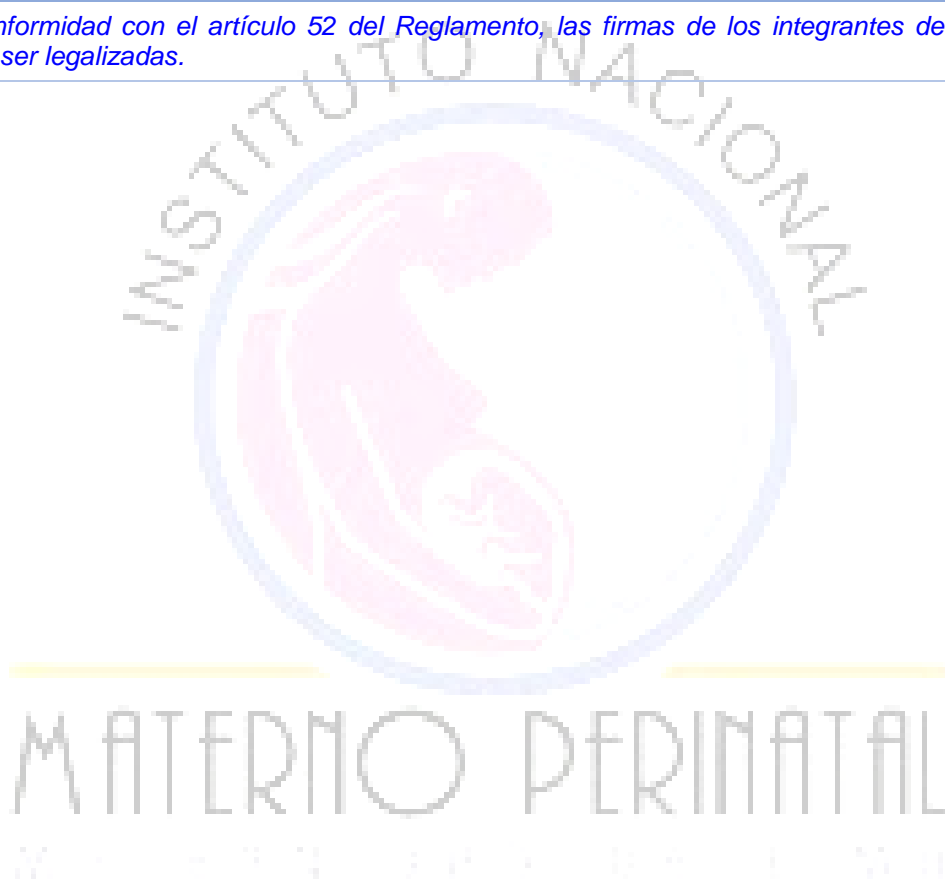 nformidad con el artículo 52 del Reglamento, las firmas de los integrantes de
ser legalizadas.
INSTITUTO NACIONAL
MATERNO PERINATAL